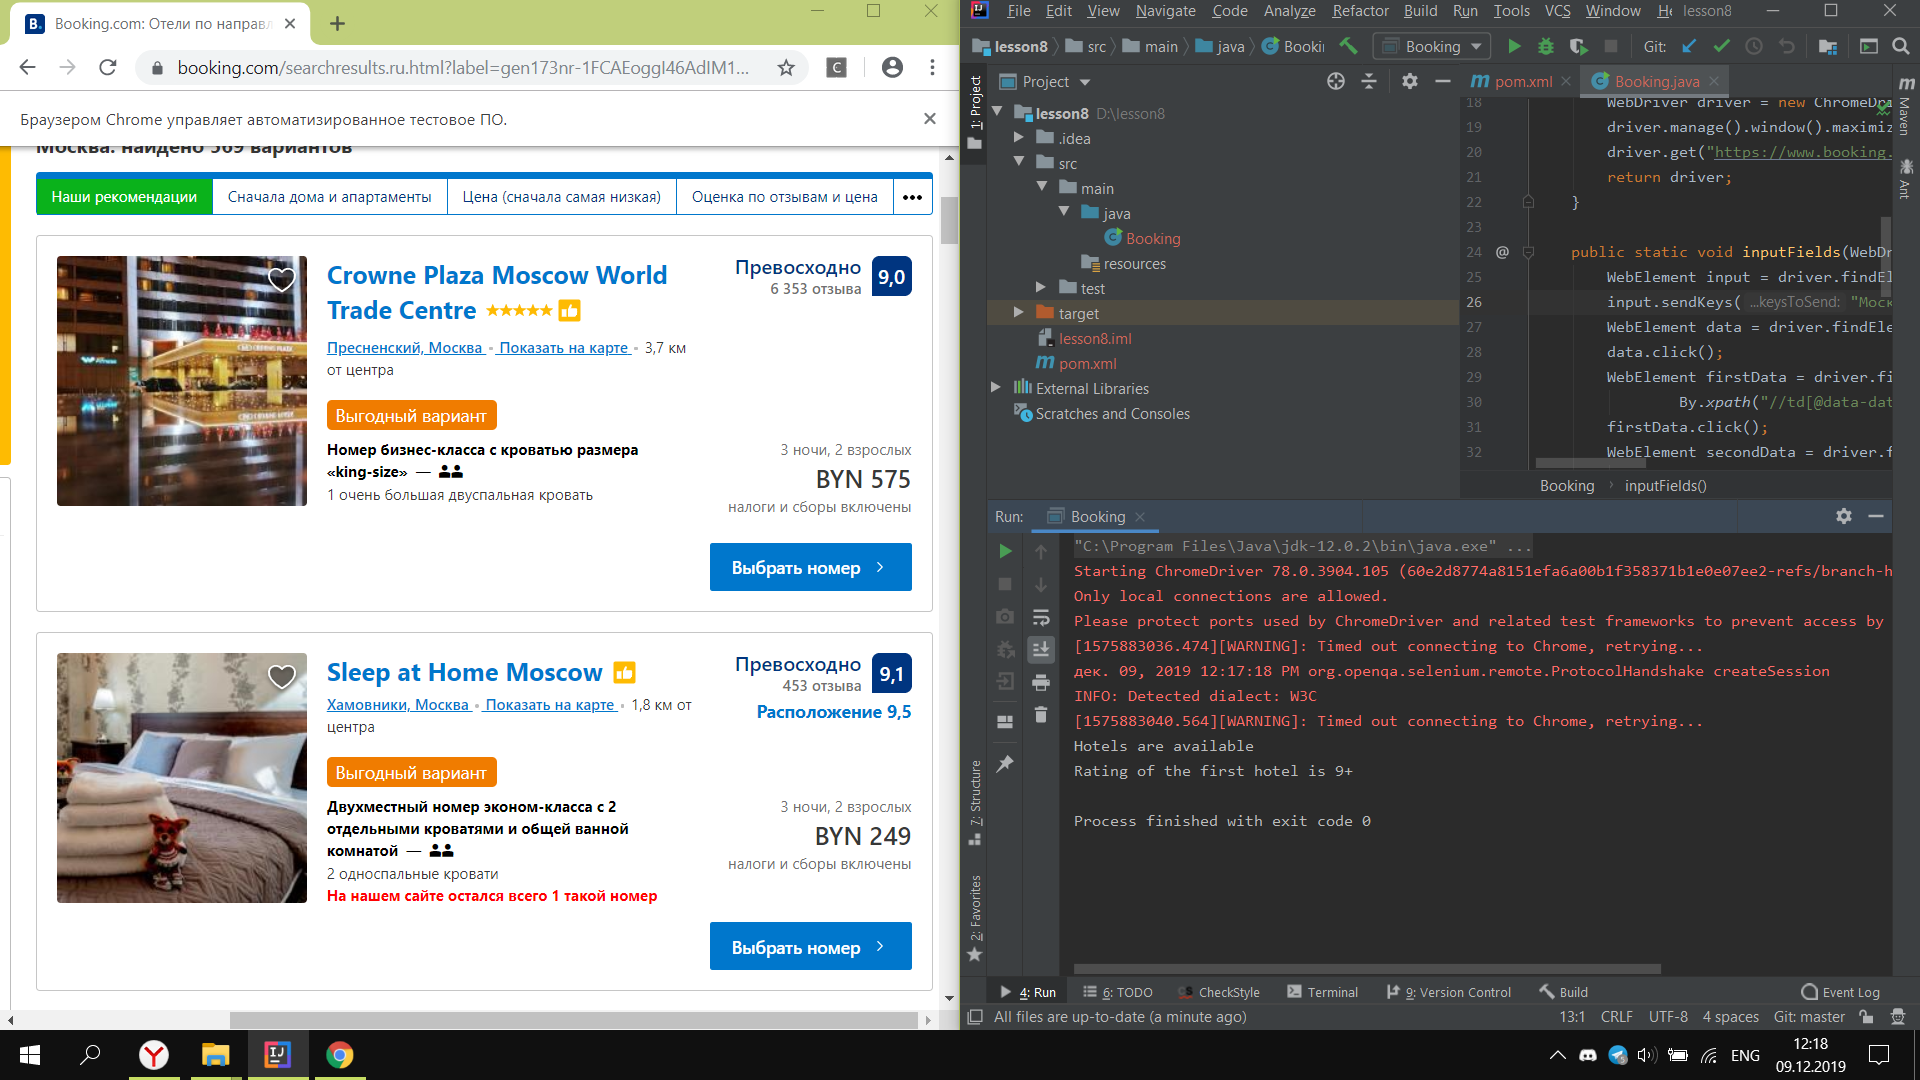 Booking.com: Отели по направл
booking.com/searchresults.ru.html?label=gen173nr-1FCAEoggI46AdIM1...
Браузером Chrome управляет автоматизированное тестовое ПО.
Москва: найдено 569 вариантов
Наши рекомендации
Сначала дома и апартаменты
Цена (сначала самая низкая)
Оценка по отзывам и цена
Crowne Plaza Moscow World
Trade Centre
Превосходно
6 353 отзыва
9,0
Пресненский, Москва Показать на карте 3,7 км
от центра
Выгодный вариант
Номер бизнес-класса с кроватью размера
«king-size» —
1 очень большая двуспальная кровать
3 ночи, 2 взрослых
BYN 575
налоги и сборы включены
Выбрать номер
Sleep at Home Moscow
Превосходно
453 отзыва
9,1
Расположение 9,5
Хамовники, Москва Показать на карте 1,8 км от
центра
Выгодный вариант
Двухместный номер эконом-класса с 2
отдельными кроватями и общей ванной
комнатой —
2 односпальные кровати
На нашем сайте остался всего 1 такой номер
3 ночи, 2 взрослых
BYN 249
налоги и сборы включены
Выбрать номер
File Edit View Navigate Code Analyze Refactor Build Run Tools VCS Window He lesson8
lesson8 src main java Booki
Booking
Git:
1: Project
Project
lesson8 D:\lesson8
.idea
src
main
java
Booking
resources
test
target
lesson8.iml
pom.xml
External Libraries
Scratches and Consoles
pom.xml
Booking.java
18 WebDriver driver = new ChromeDri
19 driver.manage().window().maximiz
20 driver.get("https://www.booking.
21 return driver;
22 }
23
24 @ public static void inputFields(WebDr
25 WebElement input = driver.findEl
26 input.sendKeys( ...keysToSend: "Моск
27 WebElement data = driver.findEle
28 data.click();
29 WebElement firstData = driver.fi
30 By.xpath("//td[@data-dat
31 firstData.click();
32 WebElement secondData = driver.f
Booking inputFields()
Maven
Ant
Run: Booking
"C:\Program Files\Java\jdk-12.0.2\bin\java.exe" ...
Starting ChromeDriver 78.0.3904.105 (60e2d8774a8151efa6a00b1f358371b1e0e07ee2-refs/branch-h
Only local connections are allowed.
Please protect ports used by ChromeDriver and related test frameworks to prevent access by
[1575883036.474][WARNING]: Timed out connecting to Chrome, retrying...
дек. 09, 2019 12:17:18 PM org.openqa.selenium.remote.ProtocolHandshake createSession
INFO: Detected dialect: W3C
[1575883040.564][WARNING]: Timed out connecting to Chrome, retrying...
Hotels are available
Rating of the first hotel is 9+
Process finished with exit code 0
7: Structure
2: Favorites
4: Run 6: TODO CheckStyle Terminal 9: Version Control Build Event Log
All files are up-to-date (a minute ago)
13:1 CRLF UTF-8 4 spaces Git: master
ENG
12:18
09.12.2019